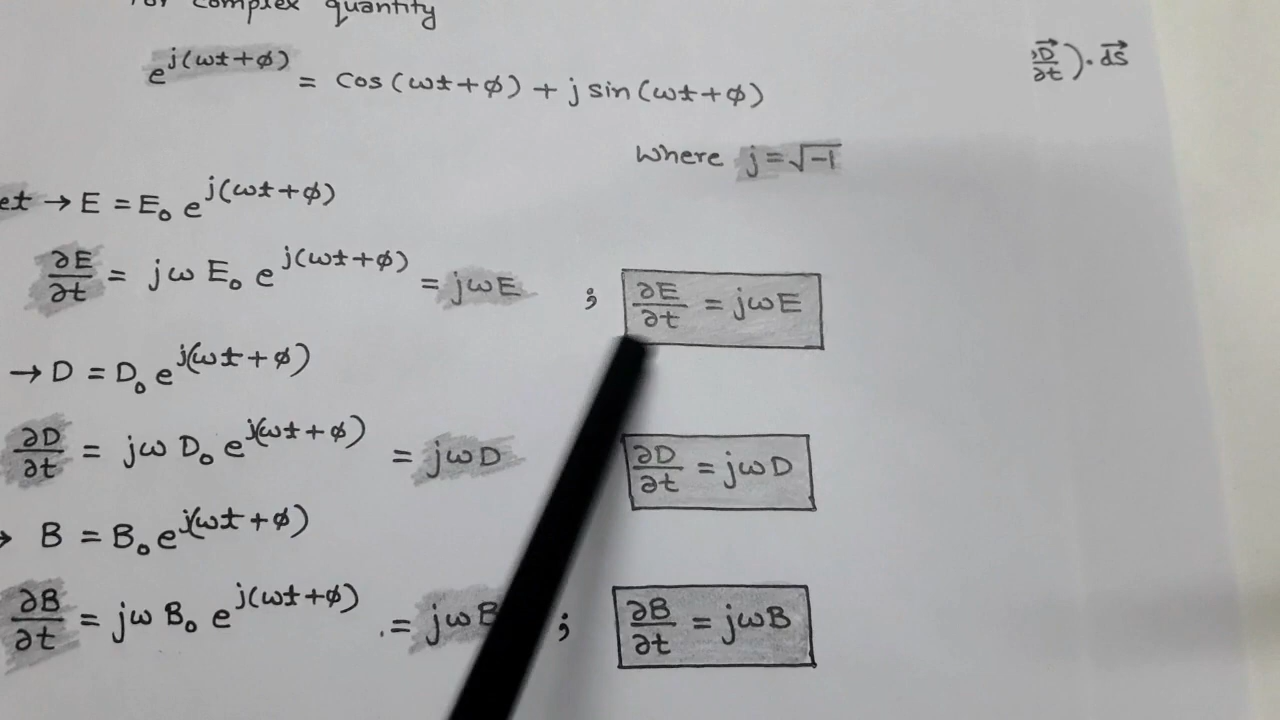 For complex quantity
e^{j(ωt+ϕ)} = cos(ωt+ϕ) + j sin(ωt+ϕ)
∂D⃗/∂t). ds⃗
where j=√-1
et → E = E₀ e^{j(ωt+ϕ)}
∂E/∂t = jω E₀ e^{j(ωt+ϕ)} = jωE ; ∂E/∂t = jωE
→ D = D₀ e^{j(ωt+ϕ)}
∂D/∂t = jω D₀ e^{j(ωt+ϕ)} = jωD ∂D/∂t = jωD
→ B = B₀ e^{j(ωt+ϕ)}
∂B/∂t = jω B₀ e^{j(ωt+ϕ)} . = jωB ; ∂B/∂t = jωB